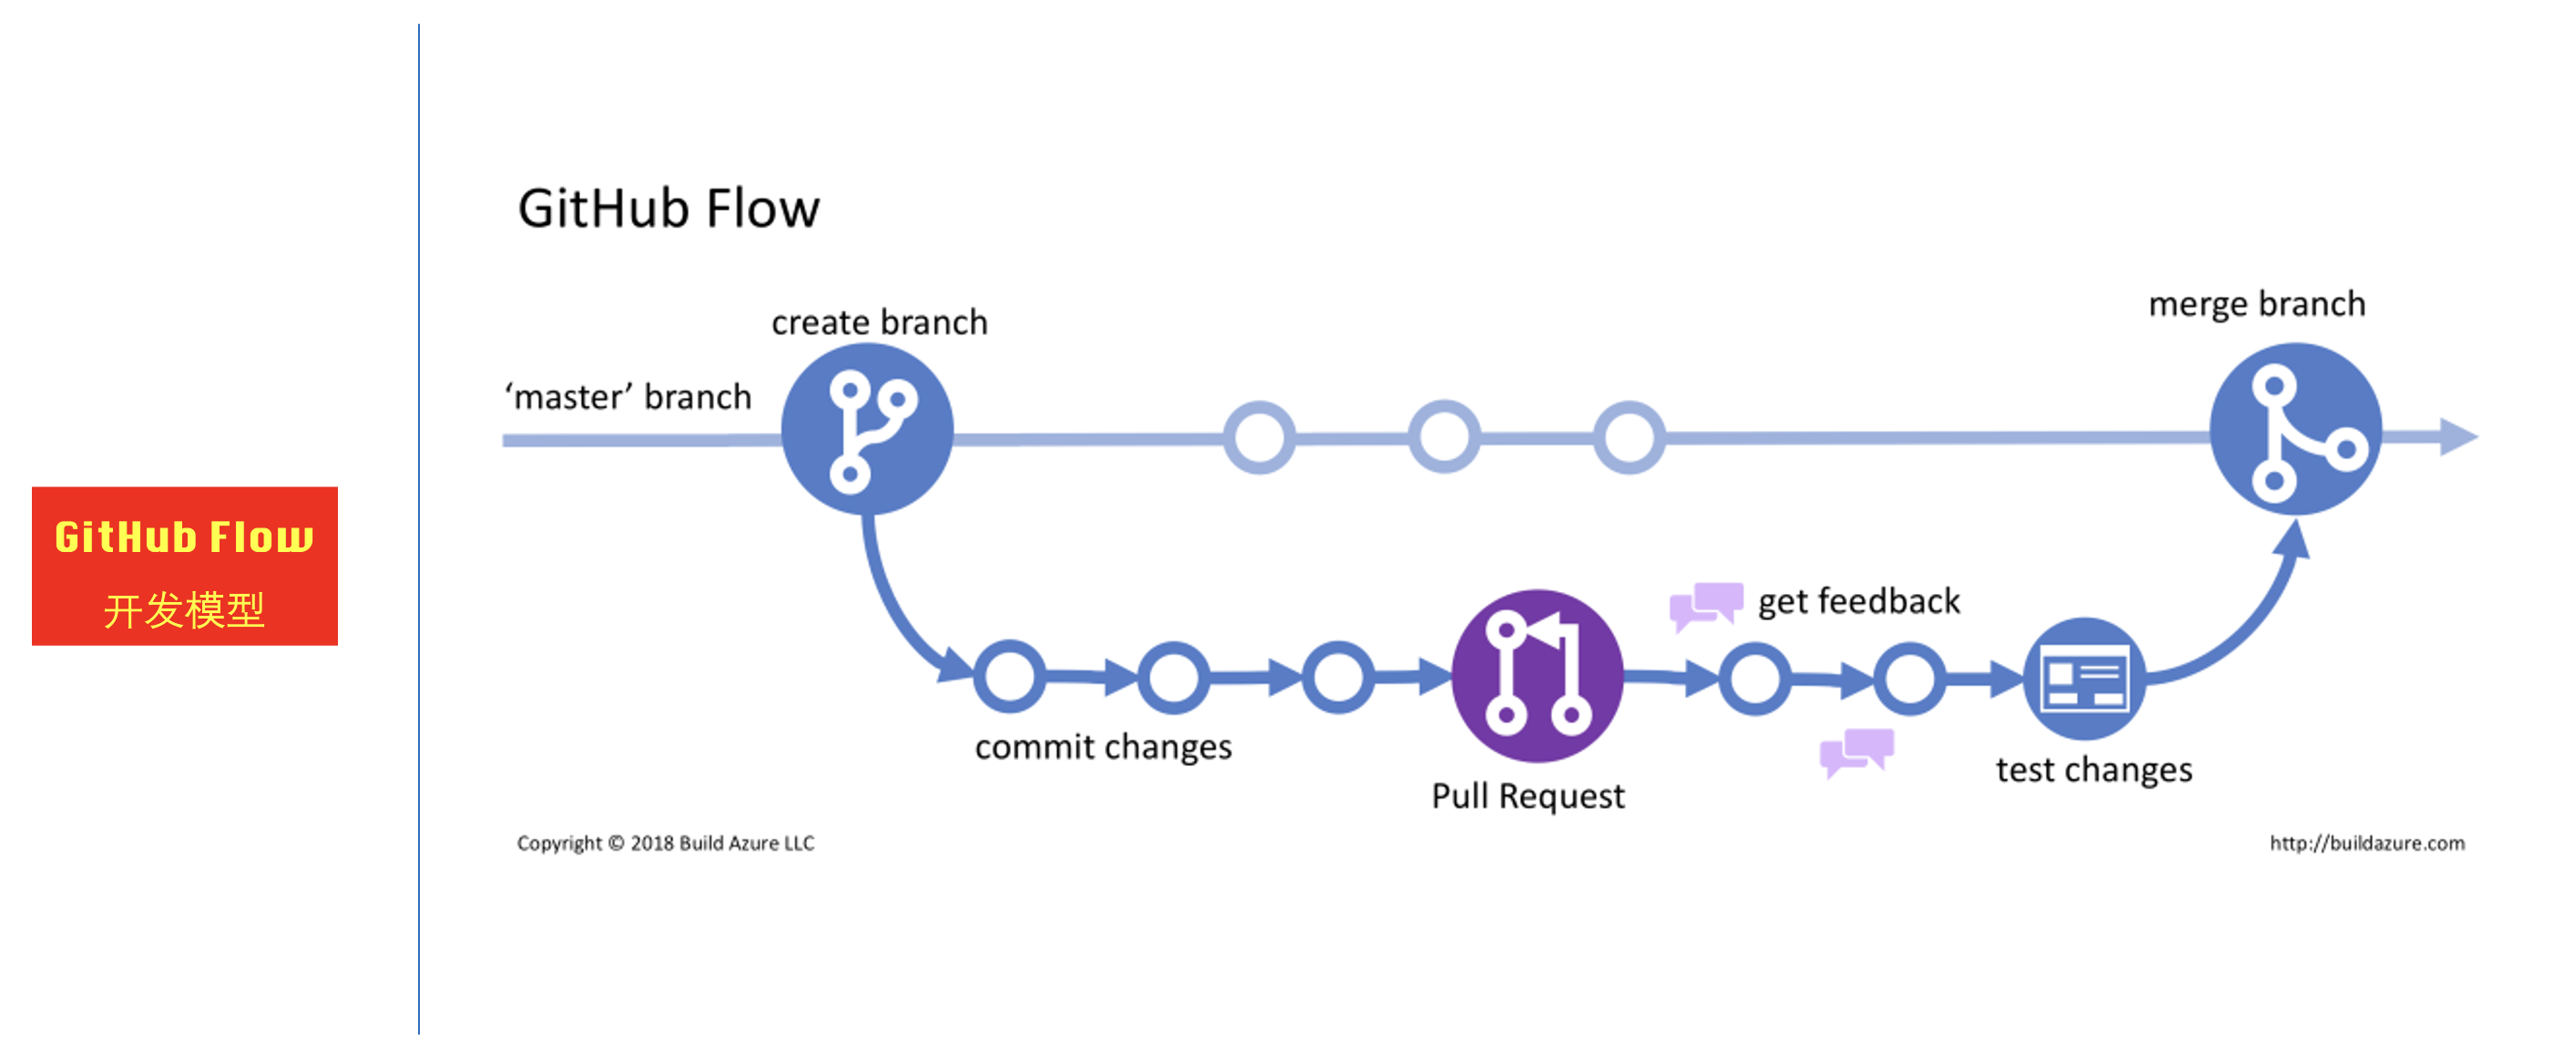 GitHub Flow
开发模型
GitHub Flow
create branch
merge branch
‘master’ branch
get feedback
commit changes
test changes
Pull Request
Copyright © 2018 Build Azure LLC
http://buildazure.com